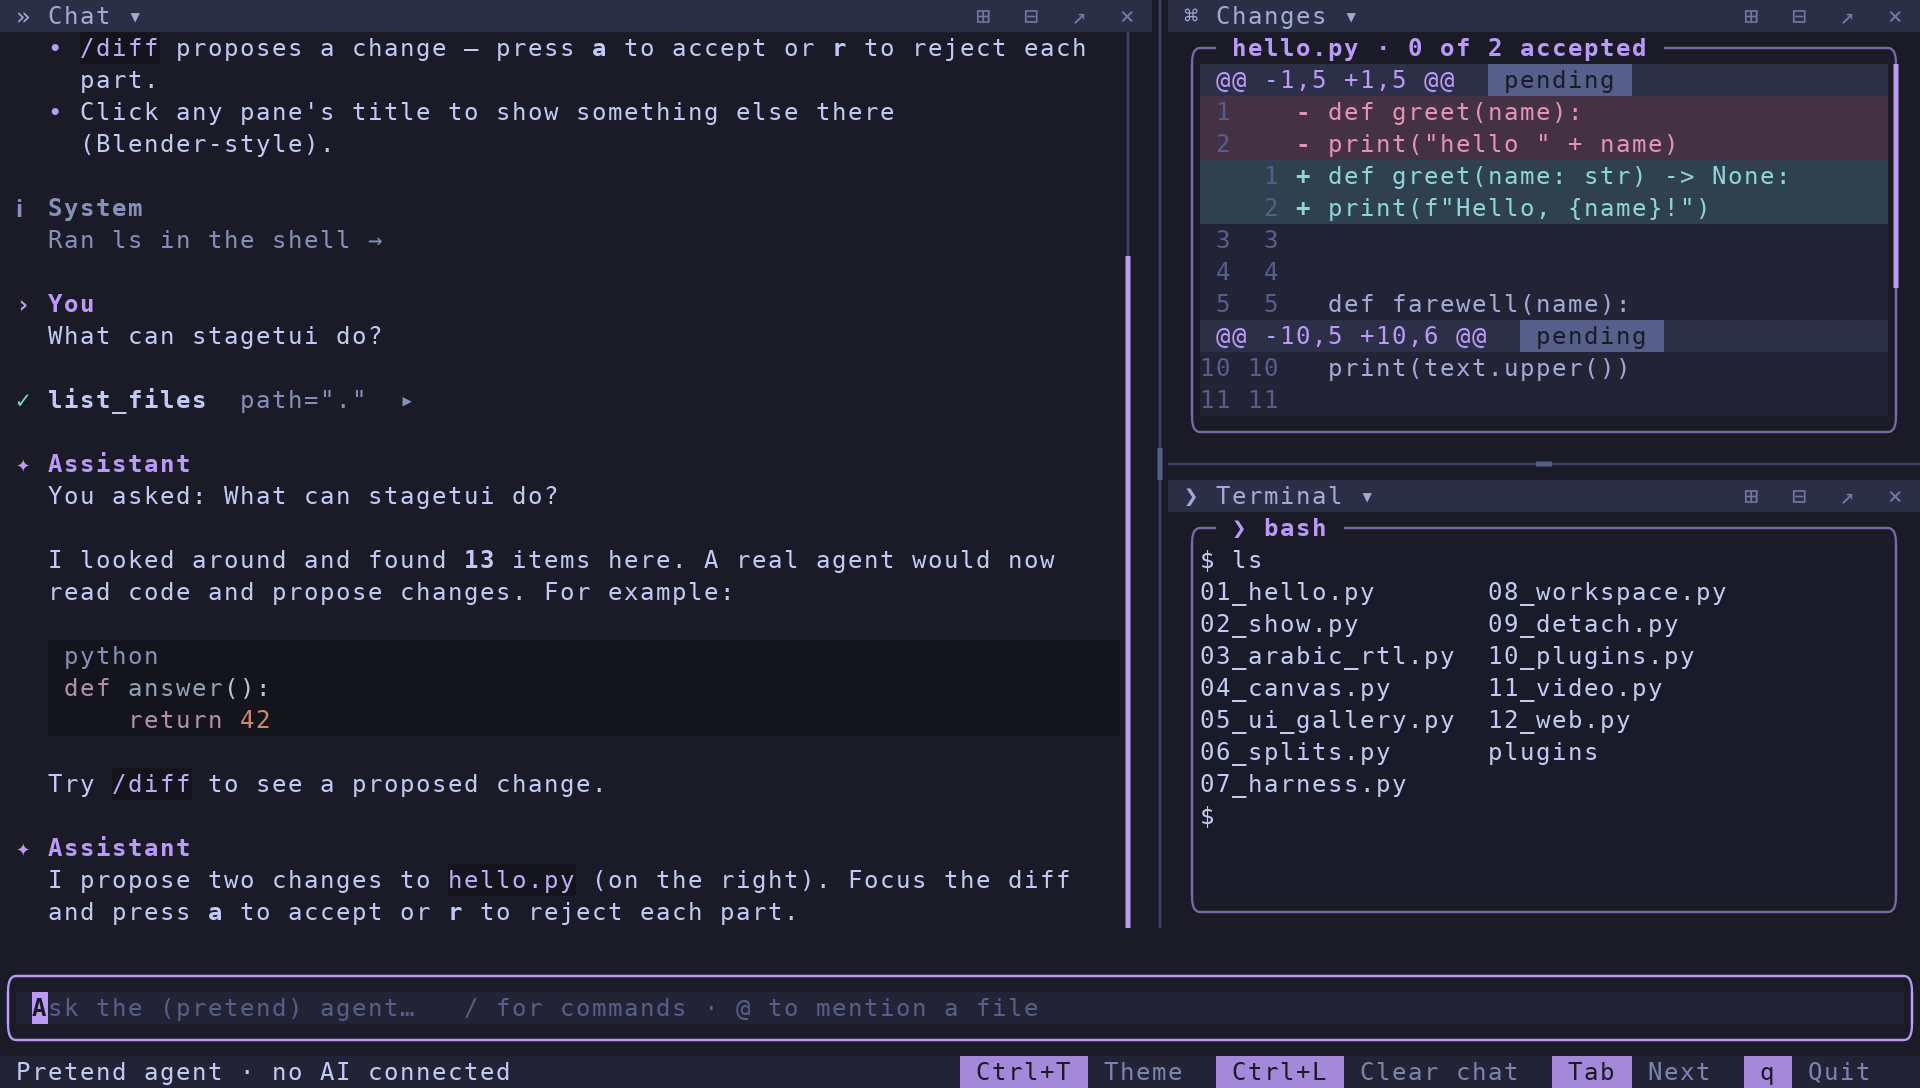 » Chat ▾ ⊞ ⊟ ↗ ×
• /diff proposes a change — press a to accept or r to reject each
part.
• Click any pane's title to show something else there
(Blender-style).
i System
Ran ls in the shell →
› You
What can stagetui do?
✓ list_files path="." ▸
✦ Assistant
You asked: What can stagetui do?
I looked around and found 13 items here. A real agent would now
read code and propose changes. For example:
python
def answer():
    return 42
Try /diff to see a proposed change.
✦ Assistant
I propose two changes to hello.py (on the right). Focus the diff
and press a to accept or r to reject each part.
⌘ Changes ▾ ⊞ ⊟ ↗ ×
hello.py · 0 of 2 accepted
@@ -1,5 +1,5 @@ pending
1 - def greet(name):
2 - print("hello " + name)
1 + def greet(name: str) -> None:
2 + print(f"Hello, {name}!")
3 3
4 4
5 5 def farewell(name):
@@ -10,5 +10,6 @@ pending
10 10 print(text.upper())
11 11
❯ Terminal ▾ ⊞ ⊟ ↗ ×
❯ bash
$ ls
01_hello.py 08_workspace.py
02_show.py 09_detach.py
03_arabic_rtl.py 10_plugins.py
04_canvas.py 11_video.py
05_ui_gallery.py 12_web.py
06_splits.py plugins
07_harness.py
$
Ask the (pretend) agent… / for commands · @ to mention a file
Pretend agent · no AI connected Ctrl+T Theme Ctrl+L Clear chat Tab Next q Quit